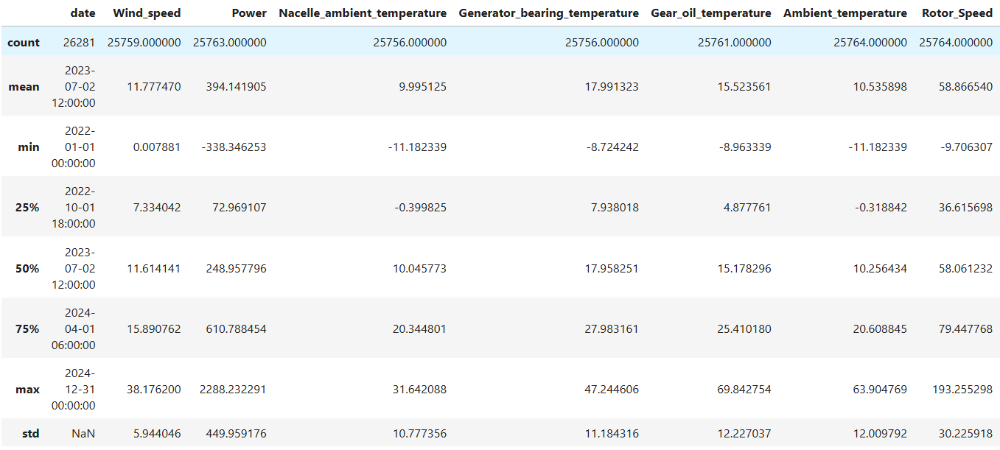 date Wind_speed Power Nacelle_ambient_temperature Generator_bearing_temperature Gear_oil_temperature Ambient_temperature Rotor_Speed
count 26281 25759.000000 25763.000000 25756.000000 25756.000000 25761.000000 25764.000000 25764.000000
2023-
mean 07-02 11.777470 394.141905 9.995125 17.991323 15.523561 10.535898 58.866540
12:00:00
2022-
min 01-01 0.007881 -338.346253 -11.182339 -8.724242 -8.963339 -11.182339 -9.706307
00:00:00
2022-
25% 10-01 7.334042 72.969107 -0.399825 7.938018 4.877761 -0.318842 36.615698
18:00:00
2023-
50% 07-02 11.614141 248.957796 10.045773 17.958251 15.178296 10.256434 58.061232
12:00:00
2024-
75% 04-01 15.890762 610.788454 20.344801 27.983161 25.410180 20.608845 79.447768
06:00:00
2024-
max 12-31 38.176200 2288.232291 31.642088 47.244606 69.842754 63.904769 193.255298
00:00:00
std NaN 5.944046 449.959176 10.777356 11.184316 12.227037 12.009792 30.225918